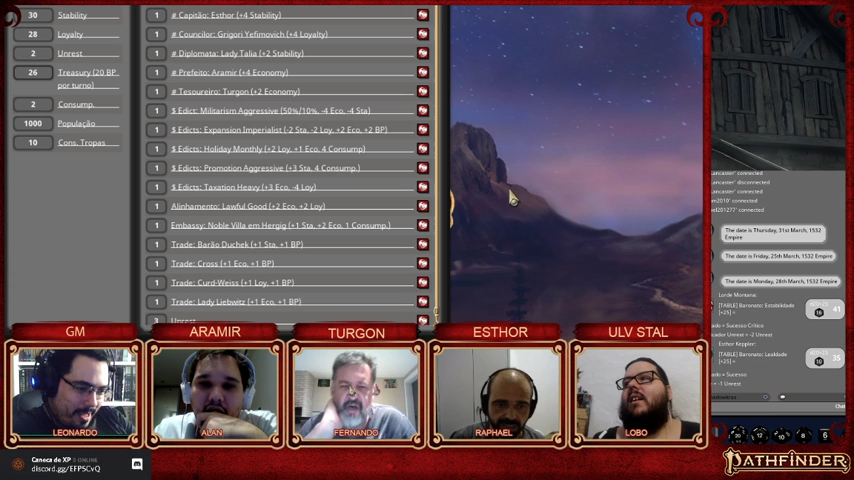 30 Stability
28 Loyalty
2 Unrest
26 Treasury (20 BP por turno)
2 Consump.
1000 População
10 Cons. Tropas
1 # Capitão: Esthor (+4 Stability)
1 # Councilor: Grigori Yefimovich (+4 Loyalty)
1 # Diplomata: Lady Talia (+2 Stability)
1 # Prefeito: Aramir (+4 Economy)
1 # Tesoureiro: Turgon (+2 Economy)
1 $ Edict: Militarism Aggressive (50%/10%, -4 Eco, -4 Sta)
1 $ Edicts: Expansion Imperialist (-2 Sta, -2 Loy, +2 Eco, +2 BP)
1 $ Edicts: Holiday Monthly (+2 Loy, +1 Eco, 4 Consump)
1 $ Edicts: Promotion Aggressive (+3 Sta, 4 Consump.)
1 $ Edicts: Taxation Heavy (+3 Eco, -4 Loy)
1 Alinhamento: Lawful Good (+2 Eco, +2 Loy)
1 Embassy: Noble Villa em Hergig (+1 Sta, +2 Eco, 1 Consump.)
1 Trade: Barão Duchek (+1 Sta, +1 BP)
1 Trade: Cross (+1 Eco, +1 BP)
1 Trade: Curd-Weiss (+1 Loy, +1 BP)
1 Trade: Lady Liebwitz (+1 Eco, +1 BP)
3 Unrest
connected
disconnected
connected
connected
The date is Thursday, 31st March, 1532 Empire
The date is Friday, 25th March, 1532 Empire
The date is Monday, 28th March, 1532 Empire
Lorde Montana:
[TABLE] Baronato: Estabilidade
[+25] =
16
41
= Sucesso Crítico
Unrest = -2 Unrest
Esthor Keppler:
[TABLE] Baronato: Lealdade
[+25] =
10
35
= Sucesso
= -1 Unrest
Chat
GM
ARAMIR
TURGON
ESTHOR
ULV STAL
LEONARDO
ALAN
FERNANDO
RAPHAEL
LOBO
Caneca de XP
ONLINE
discord.gg/EFPSCvQ
20 12 10 8 6
PATHFINDER